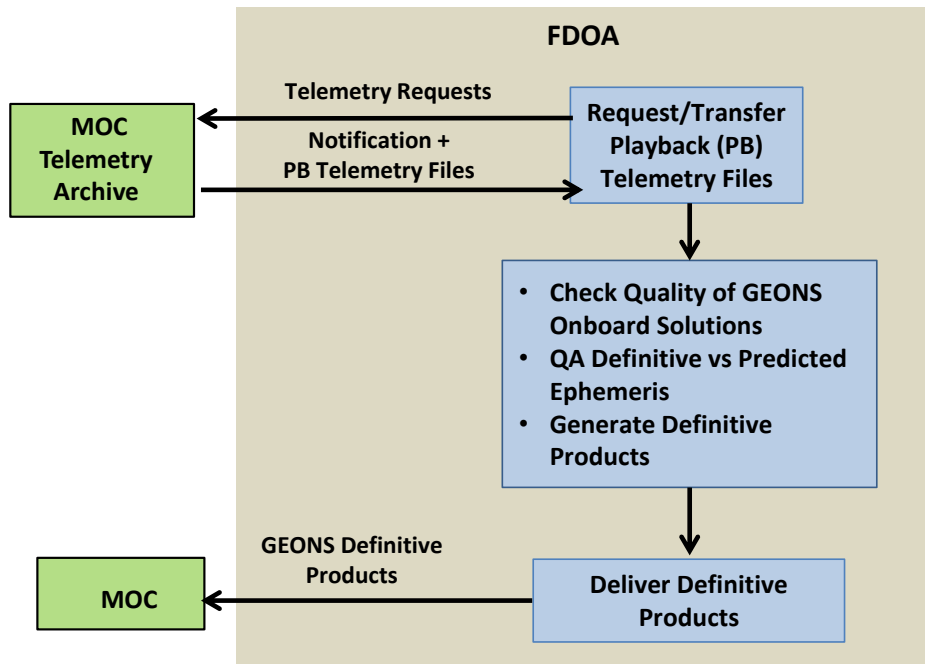 FDOA
Telemetry Requests
MOC
Telemetry
Archive
Notification +
PB Telemetry Files
Request/Transfer
Playback (PB)
Telemetry Files
• Check Quality of GEONS
Onboard Solutions
• QA Definitive vs Predicted
Ephemeris
• Generate Definitive
Products
GEONS Definitive
Products
MOC
Deliver Definitive
Products